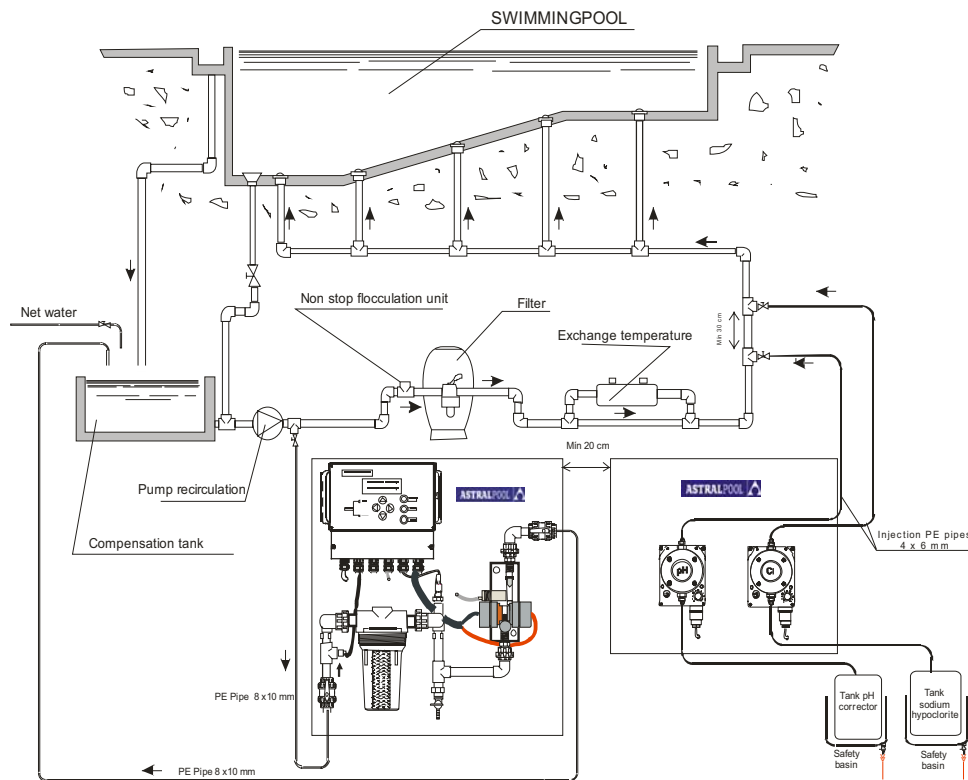 SWIMMINGPOOL
Net water
Non stop flocculation unit
Filter
Exchange temperature
Min 30 cm
Min 20 cm
Pump recirculation
Compensation tank
ASTRALPOOL
ASTRALPOOL
Injection PE pipes
4 x 6 mm
pH
Cl
PE Pipe 8 x10 mm
PE Pipe 8 x10 mm
Tank pH
corrector
Tank
sodium
hypoclorite
Safety
basin
Safety
basin